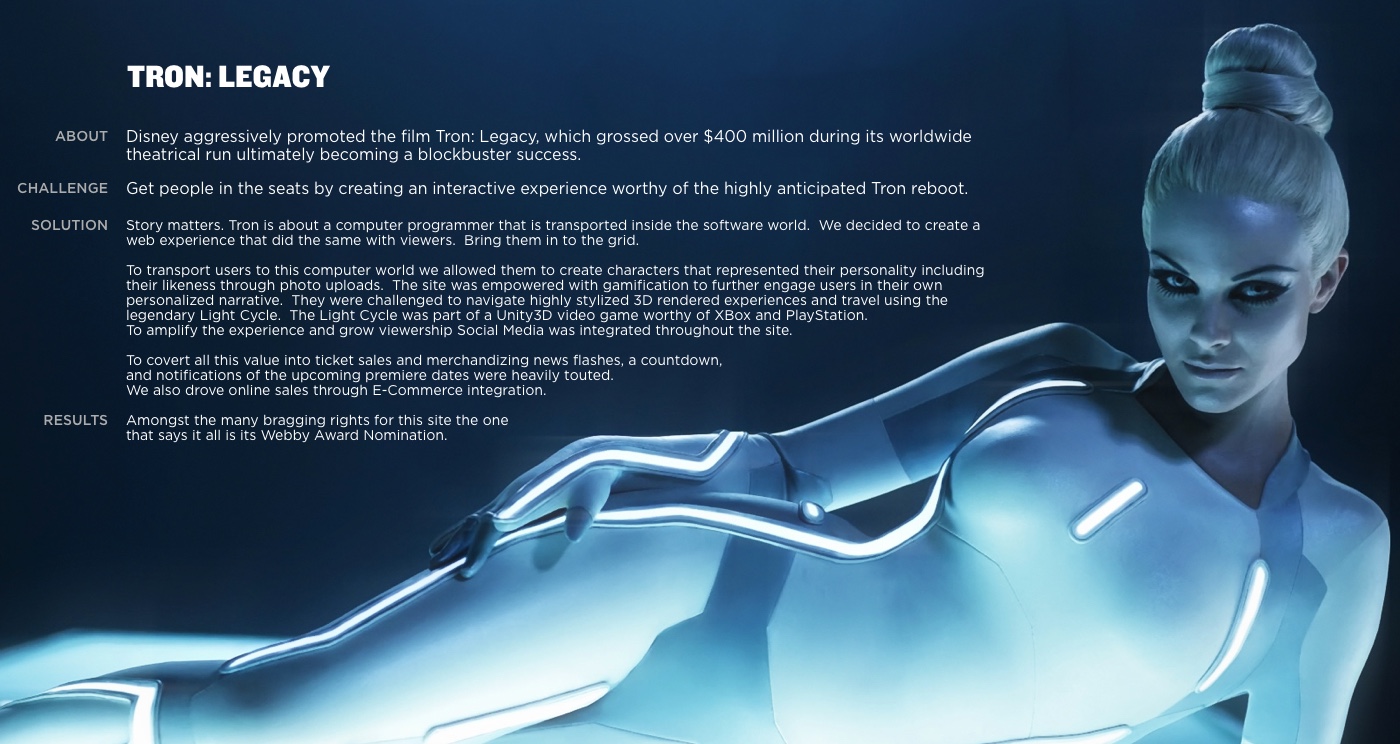 TRON: LEGACY
ABOUT
Disney aggressively promoted the film Tron: Legacy, which grossed over $400 million during its worldwide
theatrical run ultimately becoming a blockbuster success.
CHALLENGE
Get people in the seats by creating an interactive experience worthy of the highly anticipated Tron reboot.
SOLUTION
Story matters. Tron is about a computer programmer that is transported inside the software world.  We decided to create a
web experience that did the same with viewers.  Bring them in to the grid.
To transport users to this computer world we allowed them to create characters that represented their personality including
their likeness through photo uploads.  The site was empowered with gamification to further engage users in their own
personalized narrative.  They were challenged to navigate highly stylized 3D rendered experiences and travel using the
legendary Light Cycle.  The Light Cycle was part of a Unity3D video game worthy of XBox and PlayStation.
To amplify the experience and grow viewership Social Media was integrated throughout the site.
To covert all this value into ticket sales and merchandizing news flashes, a countdown,
and notifications of the upcoming premiere dates were heavily touted.
We also drove online sales through E-Commerce integration.
RESULTS
Amongst the many bragging rights for this site the one
that says it all is its Webby Award Nomination.